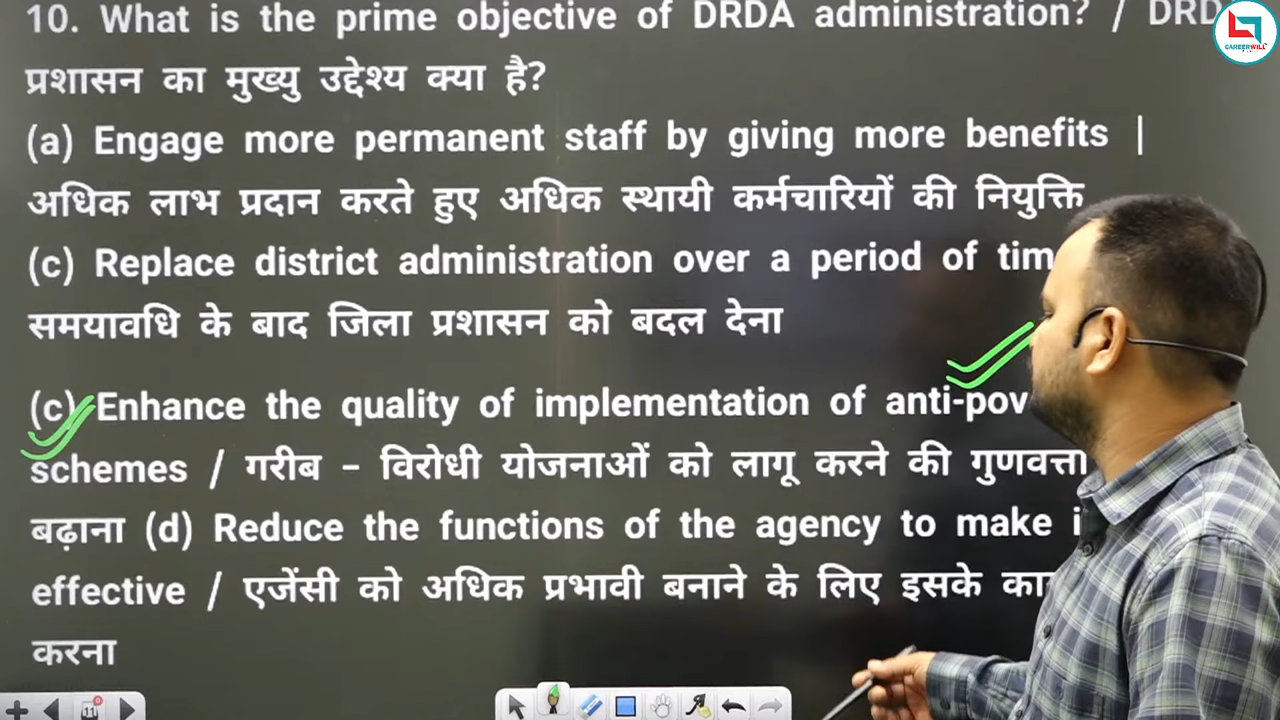 10. What is the prime objective of DRDA administration? / DRD
प्रशासन का मुख्यु उद्देश्य क्या है?
(a) Engage more permanent staff by giving more benefits |
अधिक लाभ प्रदान करते हुए अधिक स्थायी कर्मचारियों की नियुक्ति
(c) Replace district administration over a period of
समयावधि के बाद जिला प्रशासन को बदल देना
(c) Enhance the quality of implementation of
schemes / गरीब – विरोधी योजनाओं को लागू करने की गुणवत्ता
बढ़ाना (d) Reduce the functions of the agency to make
effective / एजेंसी को अधिक प्रभावी बनाने के लिए इसके
करना
CAREERWILL
11